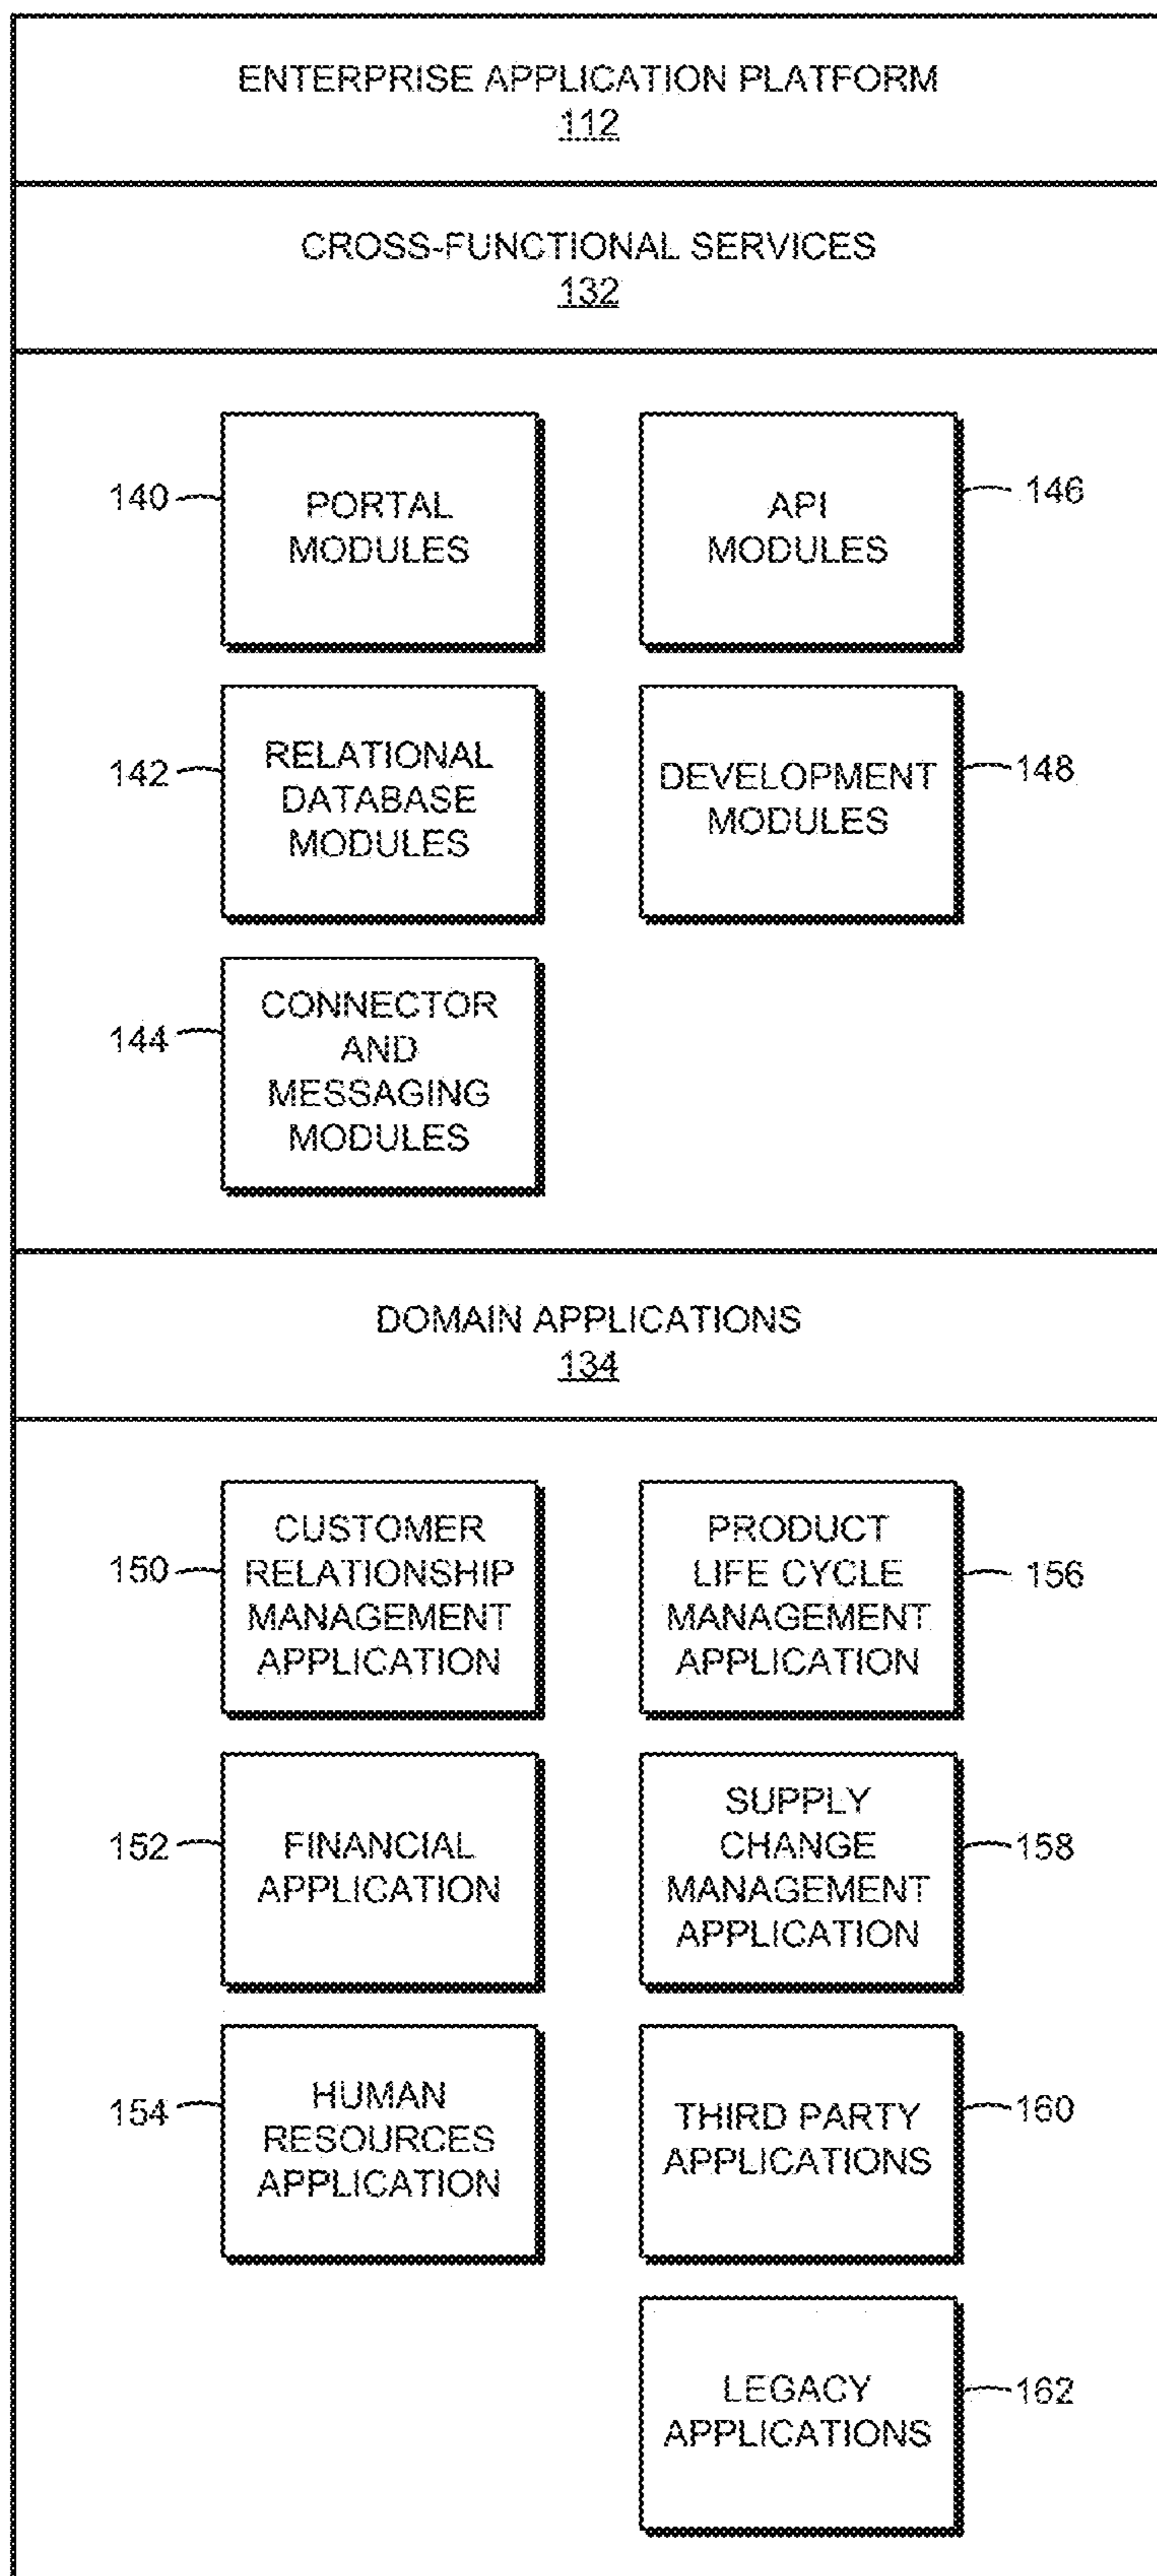 ENTERPRISE APPLICATION PLATFORM
112
CROSS-FUNCTIONAL SERVICES
132
140
PORTAL
MODULES
API
MODULES
146
142
RELATIONAL
DATABASE
MODULES
DEVELOPMENT
MODULES
148
144
CONNECTOR
AND
MESSAGING
MODULES
DOMAIN APPLICATIONS
134
150
CUSTOMER
RELATIONSHIP
MANAGEMENT
APPLICATION
PRODUCT
LIFE CYCLE
MANAGEMENT
APPLICATION
156
152
FINANCIAL
APPLICATION
SUPPLY
CHANGE
MANAGEMENT
APPLICATION
158
154
HUMAN
RESOURCES
APPLICATION
THIRD PARTY
APPLICATIONS
160
LEGACY
APPLICATIONS
162